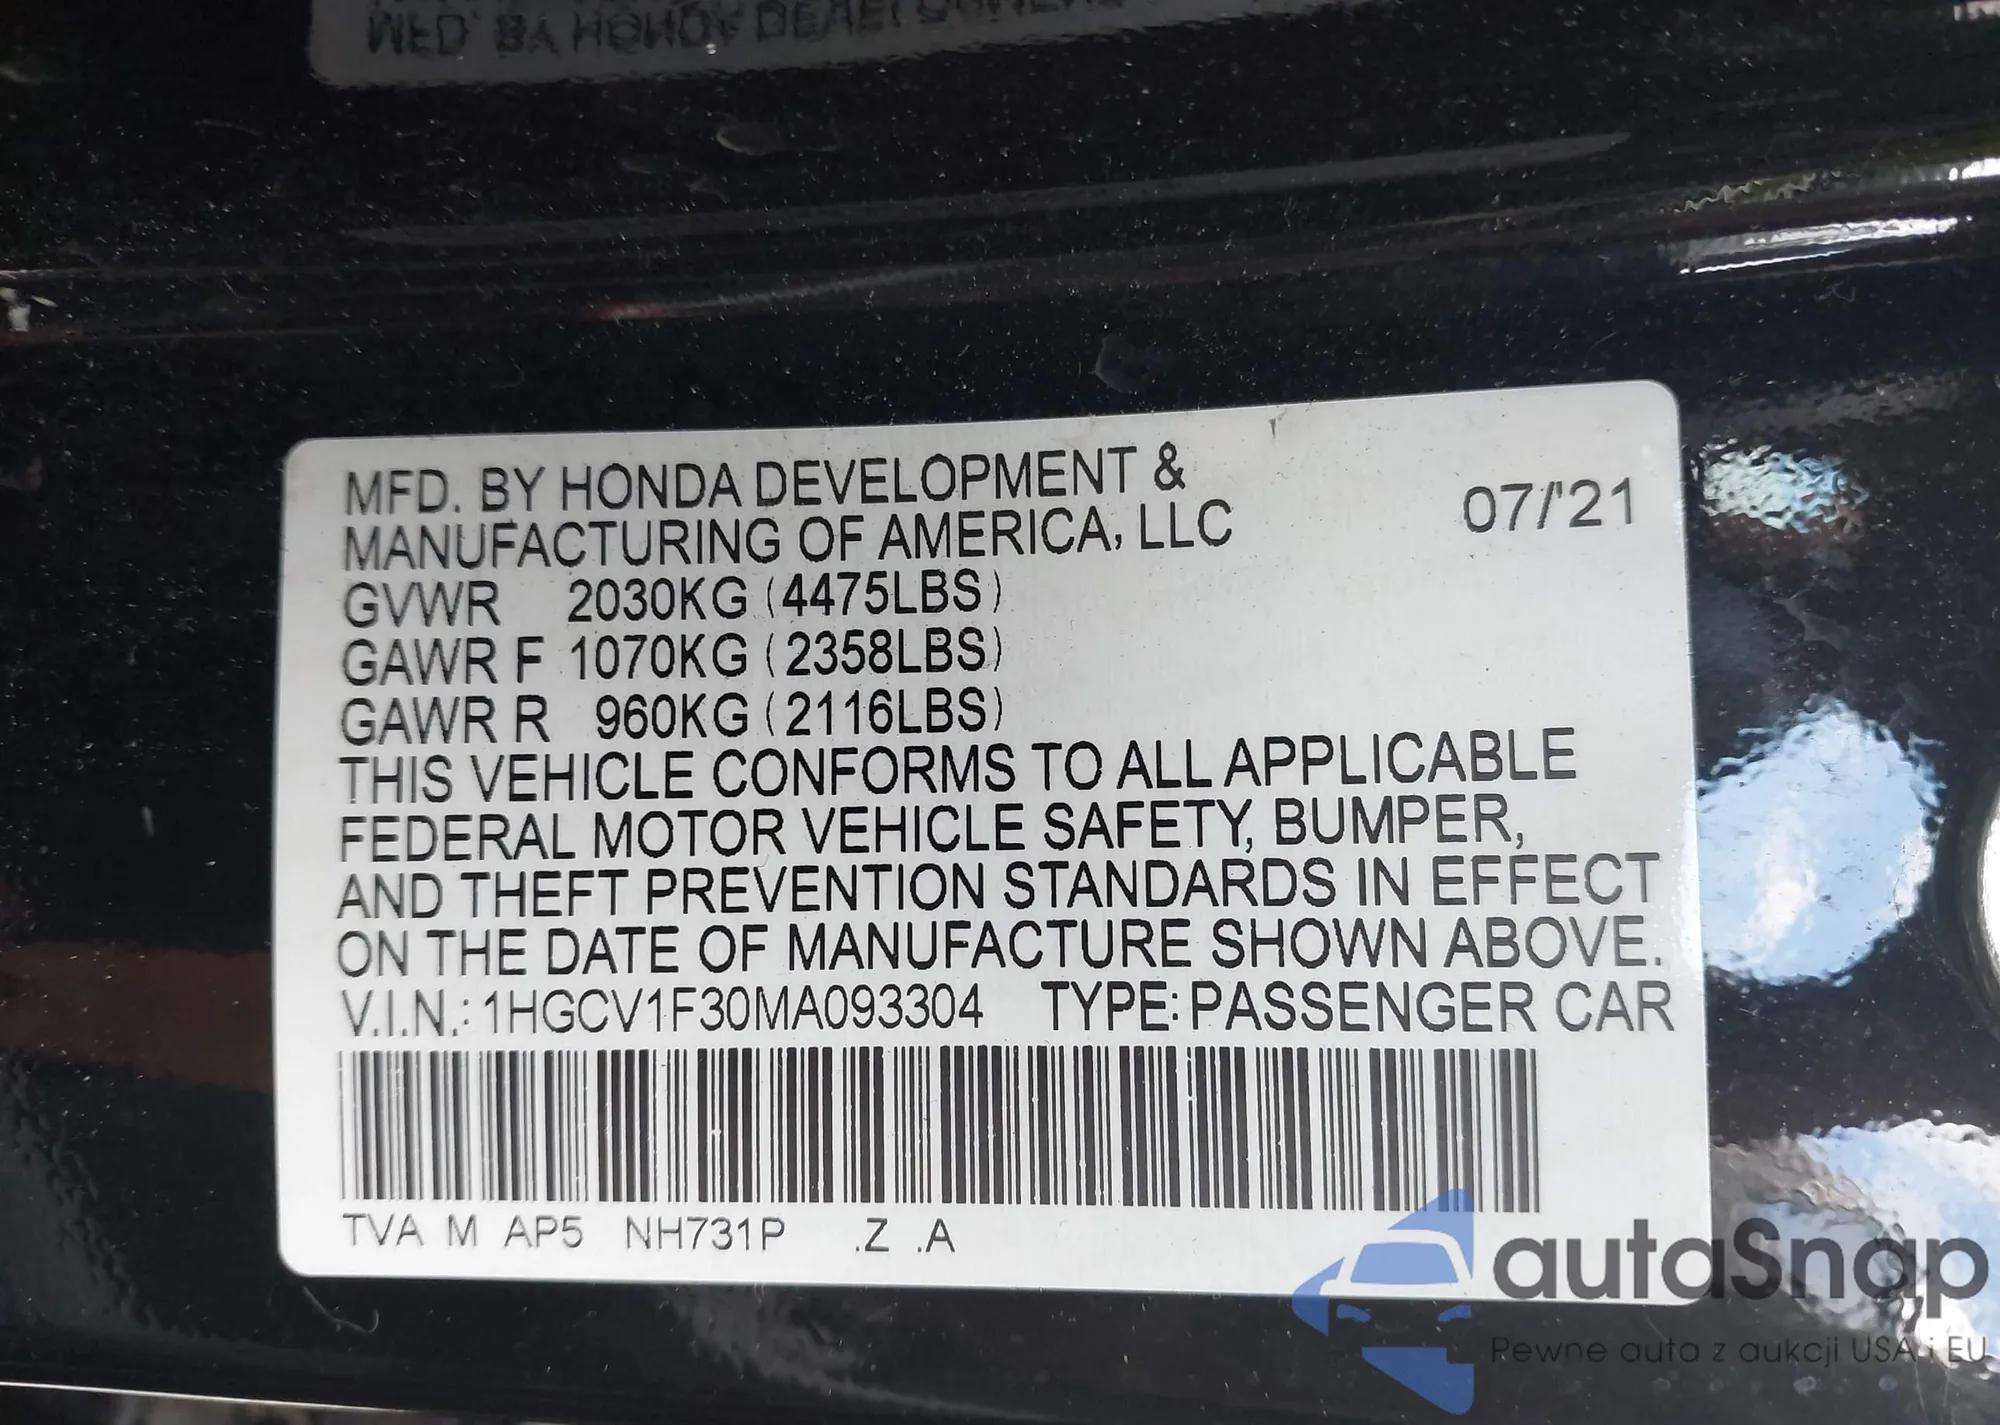 MFD. BY HONDA DEVELOPMENT &
MANUFACTURING OF AMERICA, LLC 07/'21
GVWR 2030KG (4475LBS)
GAWR F 1070KG (2358LBS)
GAWR R 960KG (2116LBS)
THIS VEHICLE CONFORMS TO ALL APPLICABLE
FEDERAL MOTOR VEHICLE SAFETY, BUMPER,
AND THEFT PREVENTION STANDARDS IN EFFECT
ON THE DATE OF MANUFACTURE SHOWN ABOVE.
V.I.N.: 1HGCV1F30MA093304 TYPE: PASSENGER CAR
TVA M AP5 NH731P .Z .A
autaSnap
Pewne auta z aukcji USA i EU